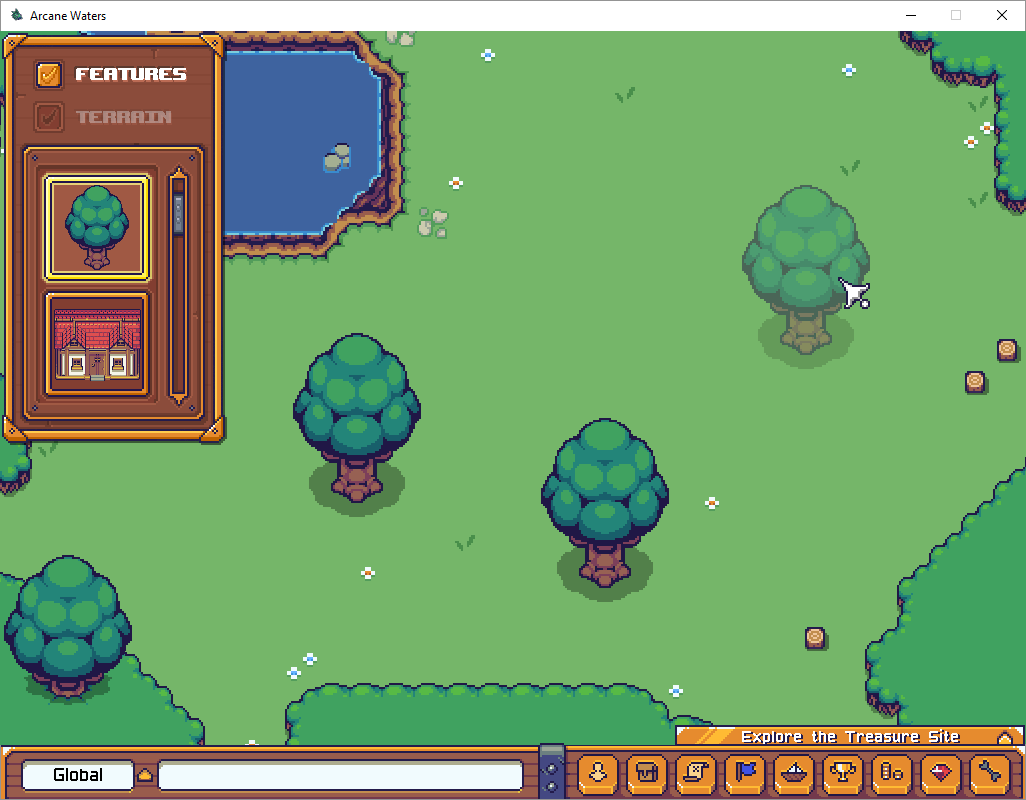 Arcane Waters
FEATURES
TERRAIN
Explore the Treasure Site
Global